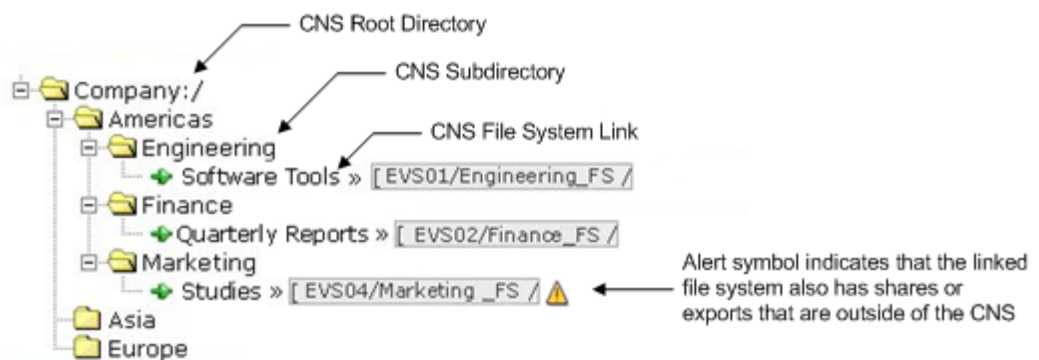 CNS Root Directory
CNS Subdirectory
Company:/
Americas
CNS File System Link
Engineering
Software Tools » [ EVS01/Engineering_FS /
Finance
Quarterly Reports » [ EVS02/Finance_FS /
Marketing
Studies » [ EVS04/Marketing _FS /
Alert symbol indicates that the linked
file system also has shares or
exports that are outside of the CNS
Asia
Europe